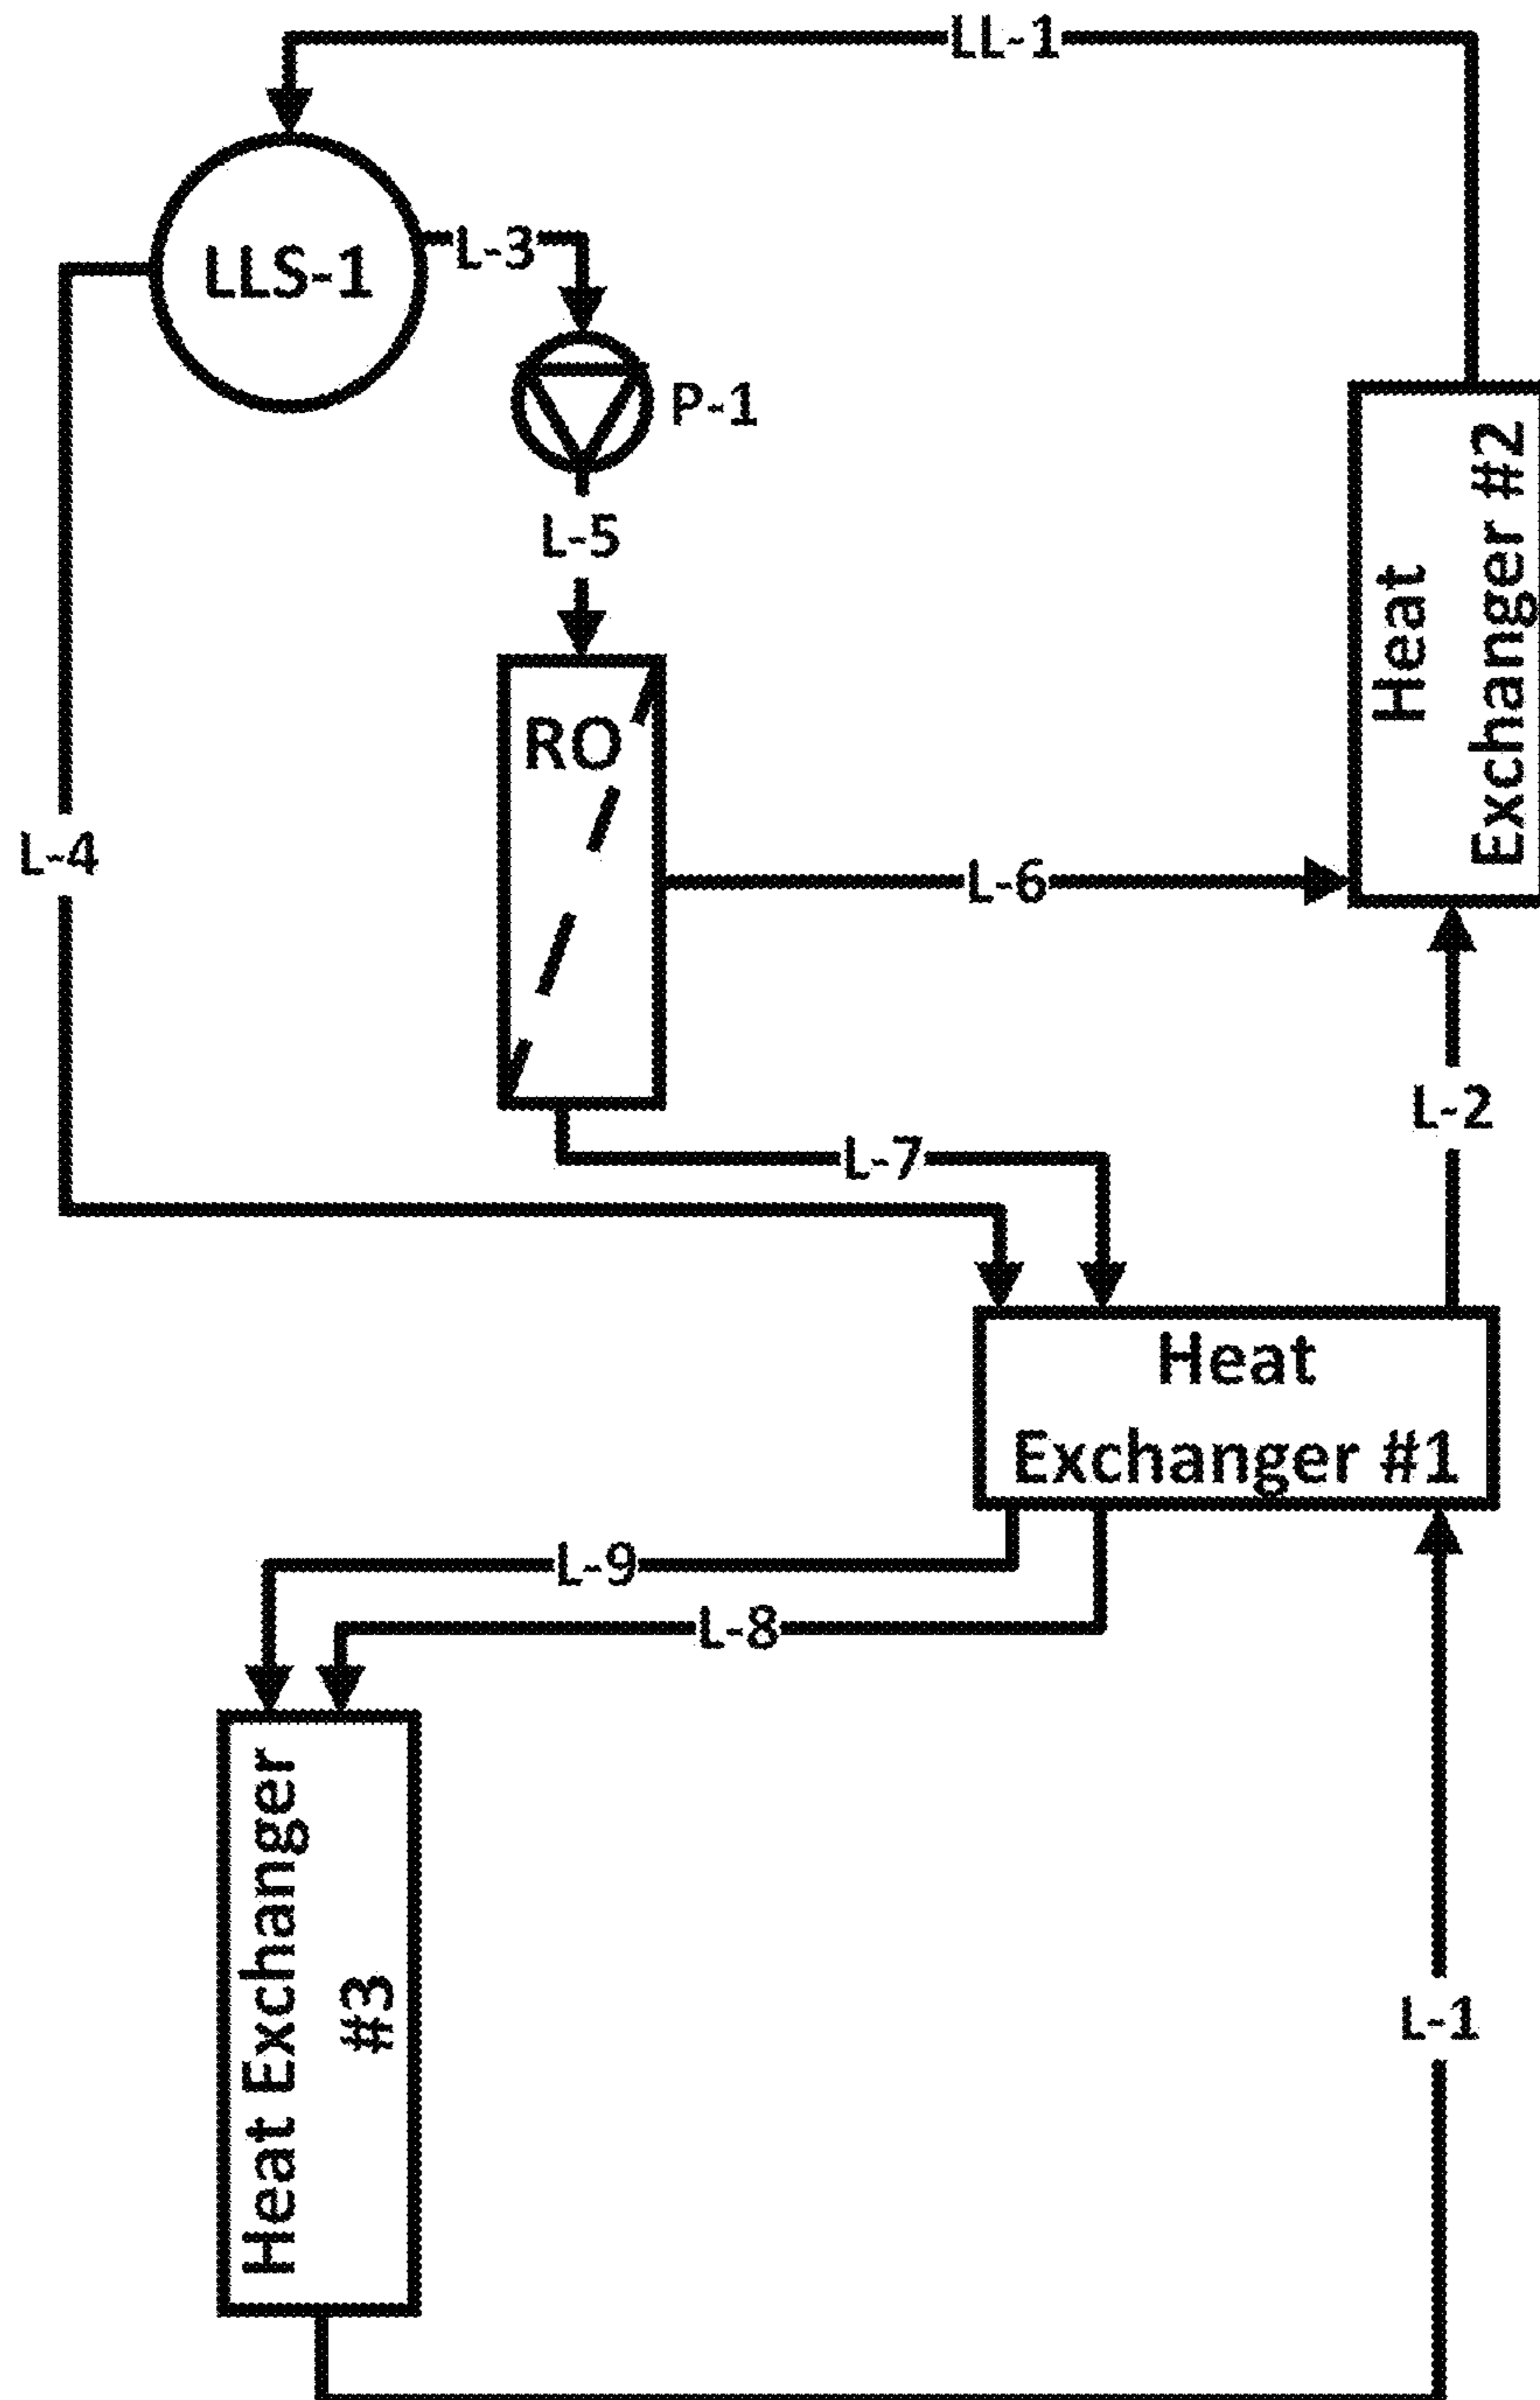 LL-1
LLS-1
L-3
P-1
L-5
Heat
Exchanger #2
RO
L-4
L-6
L-2
L-7
Heat
Exchanger #1
L-9
L-8
Heat Exchanger
#3
L-1